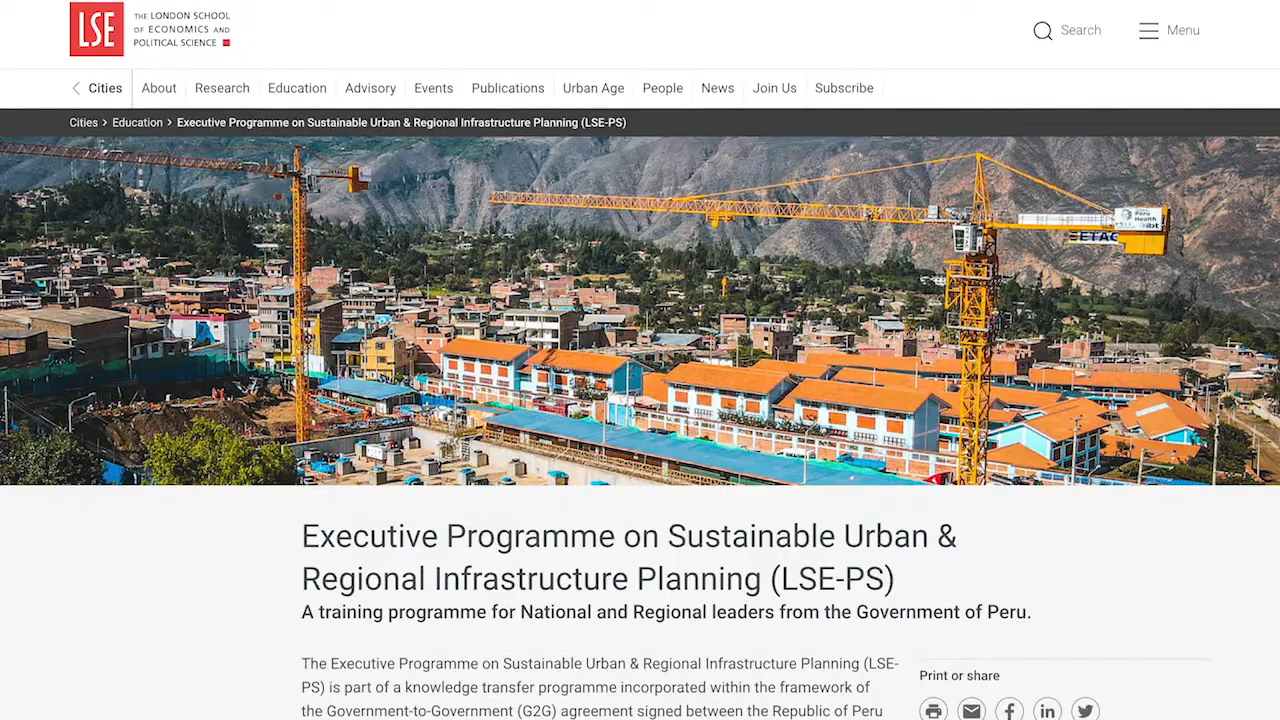 LSE
THE LONDON SCHOOL
OF ECONOMICS AND
POLITICAL SCIENCE
Search
Menu
Cities
About
Research
Education
Advisory
Events
Publications
Urban Age
People
News
Join Us
Subscribe
Cities > Education > Executive Programme on Sustainable Urban & Regional Infrastructure Planning (LSE-PS)
Perú
Health
ibt
ETAC
Executive Programme on Sustainable Urban &
Regional Infrastructure Planning (LSE-PS)
A training programme for National and Regional leaders from the Government of Peru.
The Executive Programme on Sustainable Urban & Regional Infrastructure Planning (LSE-
PS) is part of a knowledge transfer programme incorporated within the framework of
the Government-to-Government (G2G) agreement signed between the Republic of Peru
Print or share